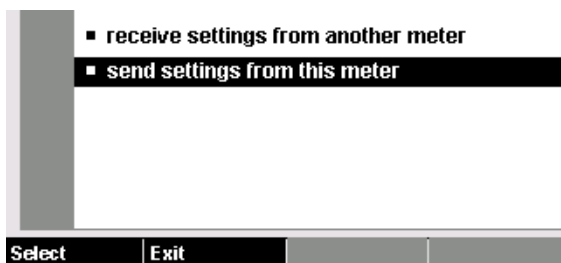 ▪ receive settings from another meter
▪ send settings from this meter
Select Exit